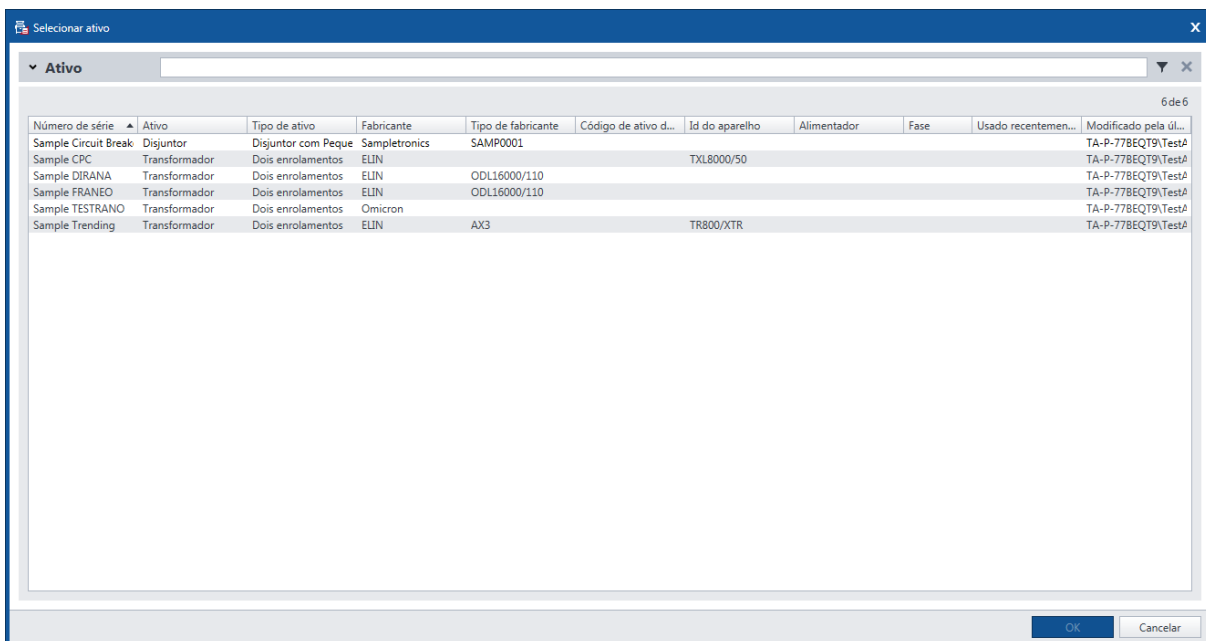 Selecionar ativo X
Ativo
6 de 6
Número de série Ativo Tipo de ativo Fabricante Tipo de fabricante Código de ativo d... Id do aparelho Alimentador Fase Usado recentemen... Modificado pela úl...
Sample Circuit Break Disjuntor Disjuntor com Peque Sampletronics SAMP0001 TA-P-77BEQT9\TestA
Sample CPC Transformador Dois enrolamentos ELIN TXL8000/50 TA-P-77BEQT9\TestA
Sample DIRANA Transformador Dois enrolamentos ELIN ODL16000/110 TA-P-77BEQT9\TestA
Sample FRANEO Transformador Dois enrolamentos ELIN ODL16000/110 TA-P-77BEQT9\TestA
Sample TESTRANO Transformador Dois enrolamentos Omicron TA-P-77BEQT9\TestA
Sample Trending Transformador Dois enrolamentos ELIN AX3 TR800/XTR TA-P-77BEQT9\TestA
OK Cancelar